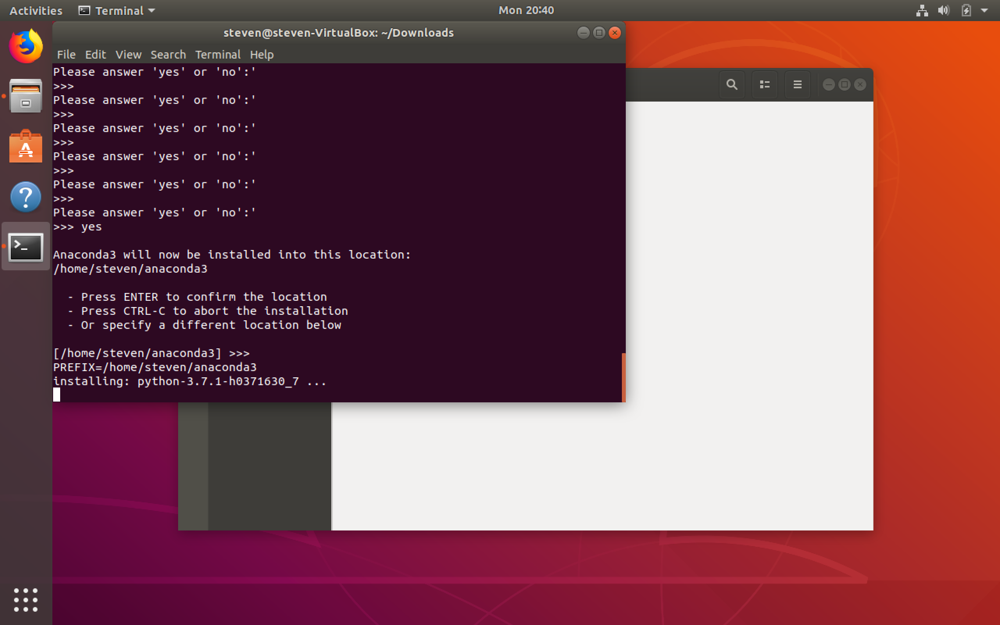 Activities Terminal Mon 20:40
steven@steven-VirtualBox: ~/Downloads
File Edit View Search Terminal Help
Please answer 'yes' or 'no':'
>>>
Please answer 'yes' or 'no':'
>>>
Please answer 'yes' or 'no':'
>>>
Please answer 'yes' or 'no':'
>>>
Please answer 'yes' or 'no':'
>>>
Please answer 'yes' or 'no':'
>>> yes
Anaconda3 will now be installed into this location:
/home/steven/anaconda3
- Press ENTER to confirm the location
- Press CTRL-C to abort the installation
- Or specify a different location below
[/home/steven/anaconda3] >>>
PREFIX=/home/steven/anaconda3
installing: python-3.7.1-h0371630_7 ...